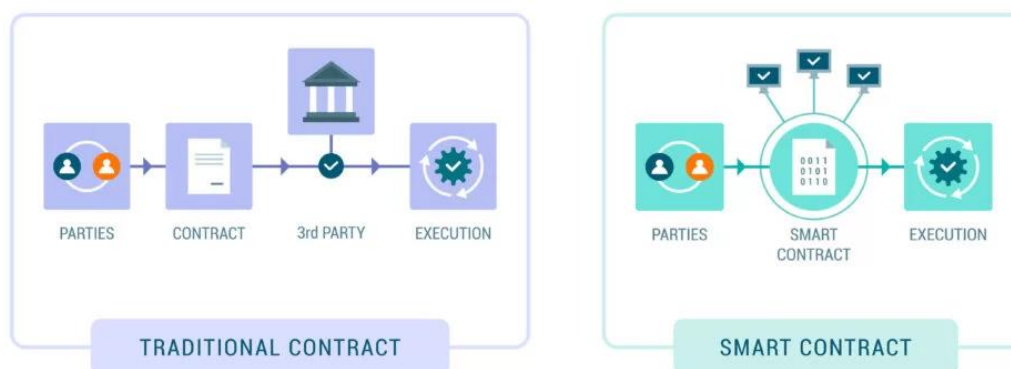 PARTIES
CONTRACT
3rd PARTY
EXECUTION
TRADITIONAL CONTRACT
0011
0101
0110
PARTIES
SMART
CONTRACT
EXECUTION
SMART CONTRACT